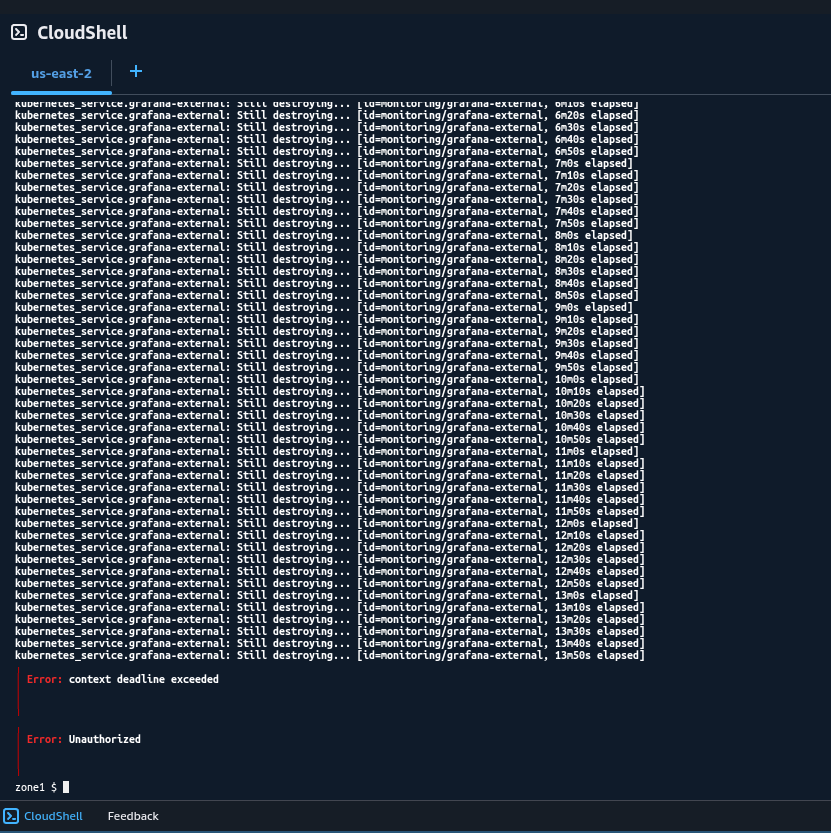 CloudShell
us-east-2
kubernetes_service.grafana-external: Still destroying... [id=monitoring/grafana-external, 6m10s elapsed]
kubernetes_service.grafana-external: Still destroying... [id=monitoring/grafana-external, 6m20s elapsed]
kubernetes_service.grafana-external: Still destroying... [id=monitoring/grafana-external, 6m30s elapsed]
kubernetes_service.grafana-external: Still destroying... [id=monitoring/grafana-external, 6m40s elapsed]
kubernetes_service.grafana-external: Still destroying... [id=monitoring/grafana-external, 6m50s elapsed]
kubernetes_service.grafana-external: Still destroying... [id=monitoring/grafana-external, 7m0s elapsed]
kubernetes_service.grafana-external: Still destroying... [id=monitoring/grafana-external, 7m10s elapsed]
kubernetes_service.grafana-external: Still destroying... [id=monitoring/grafana-external, 7m20s elapsed]
kubernetes_service.grafana-external: Still destroying... [id=monitoring/grafana-external, 7m30s elapsed]
kubernetes_service.grafana-external: Still destroying... [id=monitoring/grafana-external, 7m40s elapsed]
kubernetes_service.grafana-external: Still destroying... [id=monitoring/grafana-external, 7m50s elapsed]
kubernetes_service.grafana-external: Still destroying... [id=monitoring/grafana-external, 8m0s elapsed]
kubernetes_service.grafana-external: Still destroying... [id=monitoring/grafana-external, 8m10s elapsed]
kubernetes_service.grafana-external: Still destroying... [id=monitoring/grafana-external, 8m20s elapsed]
kubernetes_service.grafana-external: Still destroying... [id=monitoring/grafana-external, 8m30s elapsed]
kubernetes_service.grafana-external: Still destroying... [id=monitoring/grafana-external, 8m40s elapsed]
kubernetes_service.grafana-external: Still destroying... [id=monitoring/grafana-external, 8m50s elapsed]
kubernetes_service.grafana-external: Still destroying... [id=monitoring/grafana-external, 9m0s elapsed]
kubernetes_service.grafana-external: Still destroying... [id=monitoring/grafana-external, 9m10s elapsed]
kubernetes_service.grafana-external: Still destroying... [id=monitoring/grafana-external, 9m20s elapsed]
kubernetes_service.grafana-external: Still destroying... [id=monitoring/grafana-external, 9m30s elapsed]
kubernetes_service.grafana-external: Still destroying... [id=monitoring/grafana-external, 9m40s elapsed]
kubernetes_service.grafana-external: Still destroying... [id=monitoring/grafana-external, 9m50s elapsed]
kubernetes_service.grafana-external: Still destroying... [id=monitoring/grafana-external, 10m0s elapsed]
kubernetes_service.grafana-external: Still destroying... [id=monitoring/grafana-external, 10m10s elapsed]
kubernetes_service.grafana-external: Still destroying... [id=monitoring/grafana-external, 10m20s elapsed]
kubernetes_service.grafana-external: Still destroying... [id=monitoring/grafana-external, 10m30s elapsed]
kubernetes_service.grafana-external: Still destroying... [id=monitoring/grafana-external, 10m40s elapsed]
kubernetes_service.grafana-external: Still destroying... [id=monitoring/grafana-external, 10m50s elapsed]
kubernetes_service.grafana-external: Still destroying... [id=monitoring/grafana-external, 11m0s elapsed]
kubernetes_service.grafana-external: Still destroying... [id=monitoring/grafana-external, 11m10s elapsed]
kubernetes_service.grafana-external: Still destroying... [id=monitoring/grafana-external, 11m20s elapsed]
kubernetes_service.grafana-external: Still destroying... [id=monitoring/grafana-external, 11m30s elapsed]
kubernetes_service.grafana-external: Still destroying... [id=monitoring/grafana-external, 11m40s elapsed]
kubernetes_service.grafana-external: Still destroying... [id=monitoring/grafana-external, 11m50s elapsed]
kubernetes_service.grafana-external: Still destroying... [id=monitoring/grafana-external, 12m0s elapsed]
kubernetes_service.grafana-external: Still destroying... [id=monitoring/grafana-external, 12m10s elapsed]
kubernetes_service.grafana-external: Still destroying... [id=monitoring/grafana-external, 12m20s elapsed]
kubernetes_service.grafana-external: Still destroying... [id=monitoring/grafana-external, 12m30s elapsed]
kubernetes_service.grafana-external: Still destroying... [id=monitoring/grafana-external, 12m40s elapsed]
kubernetes_service.grafana-external: Still destroying... [id=monitoring/grafana-external, 12m50s elapsed]
kubernetes_service.grafana-external: Still destroying... [id=monitoring/grafana-external, 13m0s elapsed]
kubernetes_service.grafana-external: Still destroying... [id=monitoring/grafana-external, 13m10s elapsed]
kubernetes_service.grafana-external: Still destroying... [id=monitoring/grafana-external, 13m20s elapsed]
kubernetes_service.grafana-external: Still destroying... [id=monitoring/grafana-external, 13m30s elapsed]
kubernetes_service.grafana-external: Still destroying... [id=monitoring/grafana-external, 13m40s elapsed]
kubernetes_service.grafana-external: Still destroying... [id=monitoring/grafana-external, 13m50s elapsed]
Error: context deadline exceeded
Error: Unauthorized
zone1 $
CloudShell Feedback